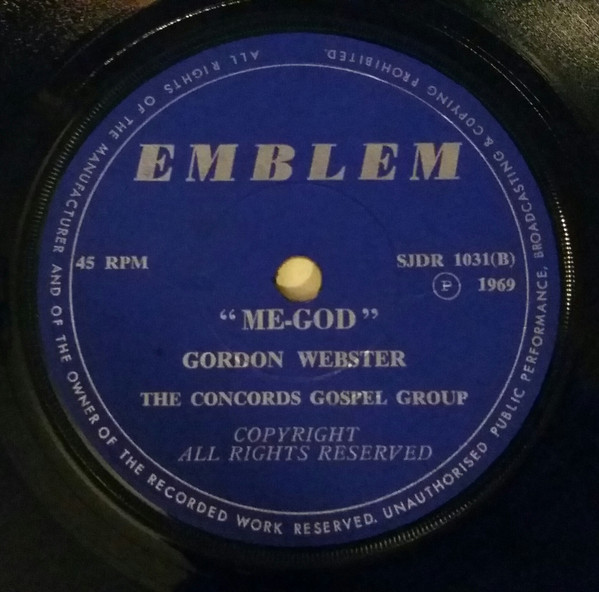 ALL RIGHTS OF THE MANUFACTURER AND OF THE OWNER OF THE RECORDED WORK RESERVED. UNAUTHORISED PUBLIC PERFORMANCE, BROADCASTING & COPYING PROHIBITED.
EMBLEM
45 RPM
SJDR 1031(B)
Ⓟ 1969
“ME-GOD”
GORDON WEBSTER
THE CONCORDS GOSPEL GROUP
COPYRIGHT
ALL RIGHTS RESERVED